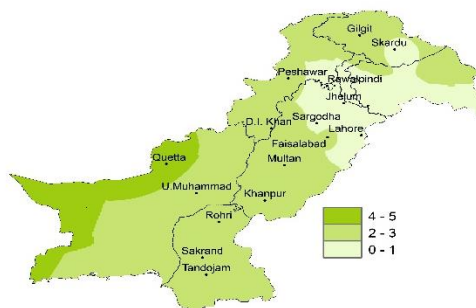 Gilgit
Skardu
Peshawar
Rawalpindi
Jhelum
D.I. Khan
Sargodha
Lahore
Faisalabad
Quetta
Multan
U.Muhammad
Khanpur
Rohri
4 - 5
2 - 3
0 - 1
Sakrand
Tandojam